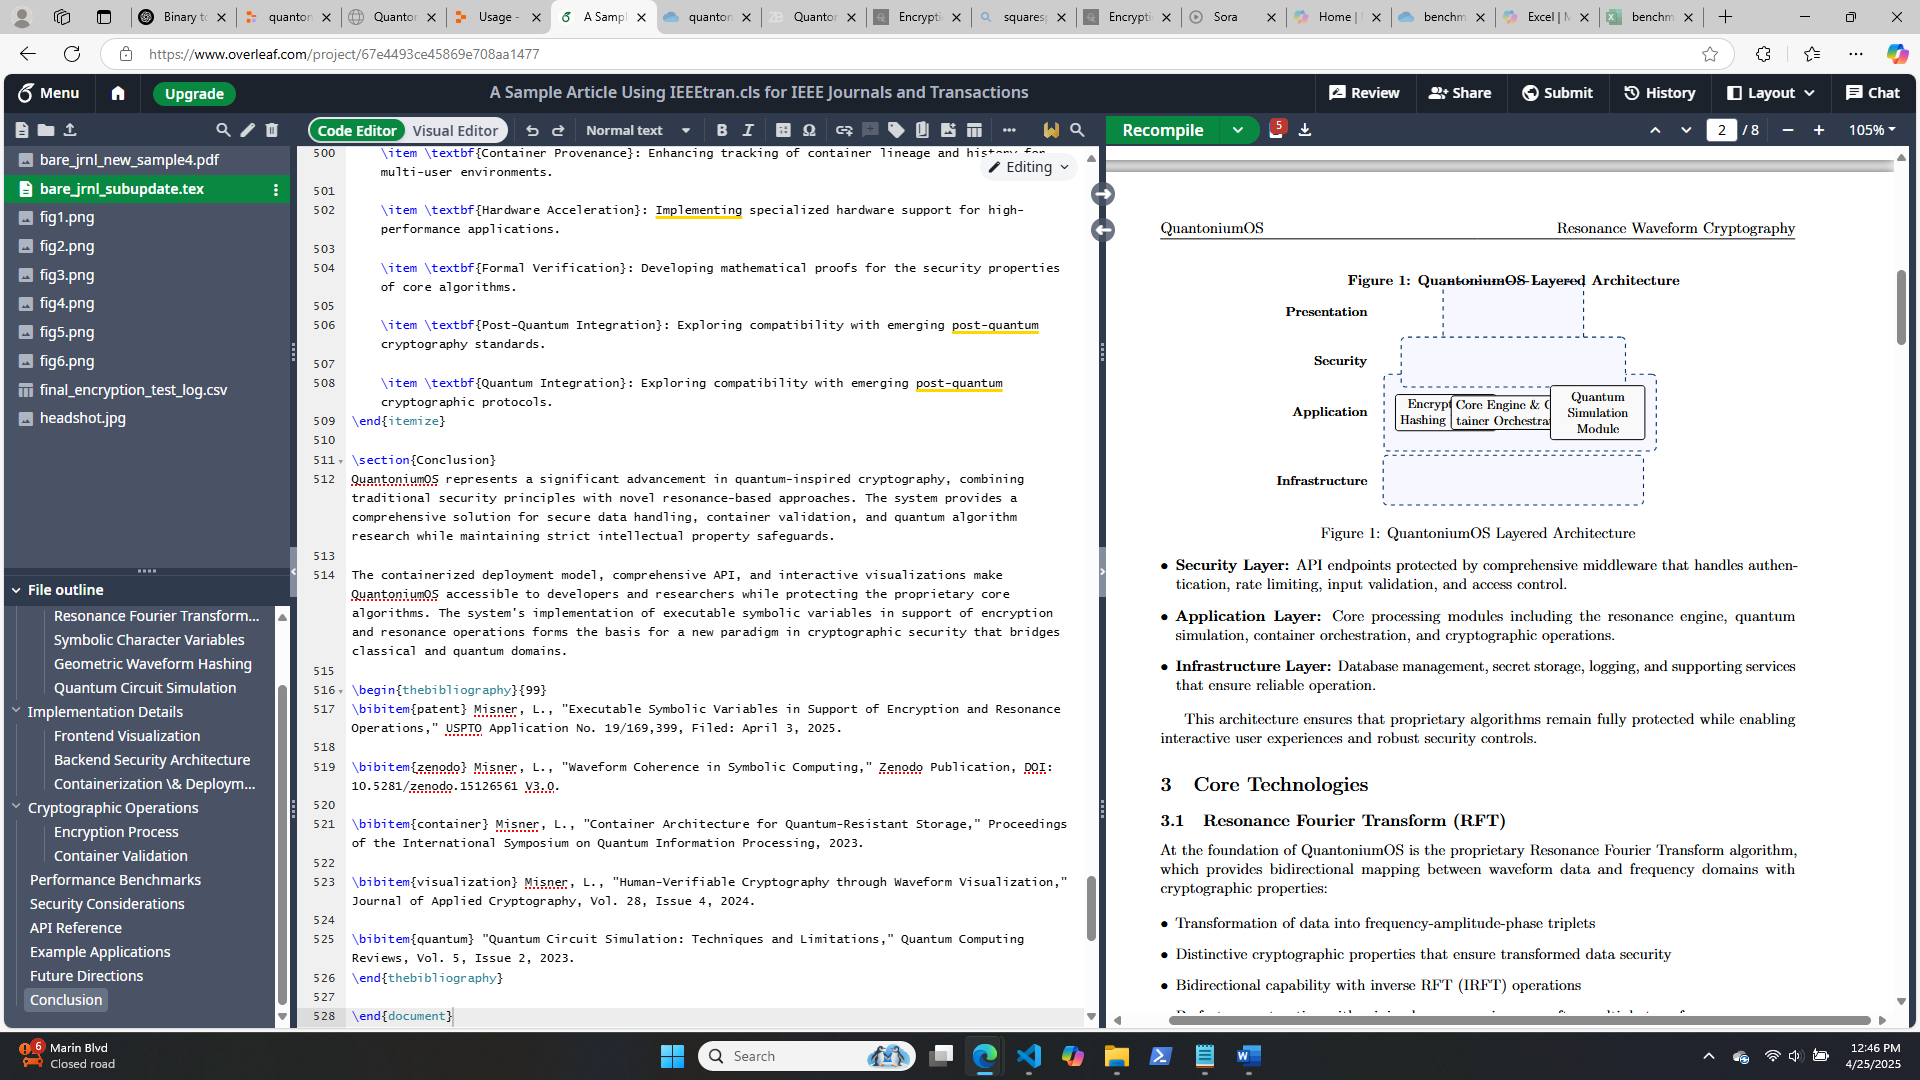 Binary to
quanton
Quantor
Usage -
A Sampl
quanton
Quantor
Encrypti
squaresp
Encrypti
Sora
Home |
benchm
Excel | M
benchm
https://www.overleaf.com/project/67e4493ce45869e708aa1477
Menu
Upgrade
A Sample Article Using IEEEtran.cls for IEEE Journals and Transactions
Review
Share
Submit
History
Layout
Chat
Code Editor
Visual Editor
Normal text
Recompile
5
2 / 8
105%
bare_jrnl_new_sample4.pdf
bare_jrnl_subupdate.tex
fig1.png
fig2.png
fig3.png
fig4.png
fig5.png
fig6.png
final_encryption_test_log.csv
headshot.jpg
File outline
Resonance Fourier Transform...
Symbolic Character Variables
Geometric Waveform Hashing
Quantum Circuit Simulation
Implementation Details
Frontend Visualization
Backend Security Architecture
Containerization \& Deploym...
Cryptographic Operations
Encryption Process
Container Validation
Performance Benchmarks
Security Considerations
API Reference
Example Applications
Future Directions
Conclusion
Editing
500 \item \textbf{Container Provenance}: Enhancing tracking of container lineage and history for
multi-user environments.
501
502 \item \textbf{Hardware Acceleration}: Implementing specialized hardware support for high-
performance applications.
503
504 \item \textbf{Formal Verification}: Developing mathematical proofs for the security properties
of core algorithms.
505
506 \item \textbf{Post-Quantum Integration}: Exploring compatibility with emerging post-quantum
cryptography standards.
507
508 \item \textbf{Quantum Integration}: Exploring compatibility with emerging post-quantum
cryptographic protocols.
509 \end{itemize}
510
511 \section{Conclusion}
512 QuantoniumOS represents a significant advancement in quantum-inspired cryptography, combining
traditional security principles with novel resonance-based approaches. The system provides a
comprehensive solution for secure data handling, container validation, and quantum algorithm
research while maintaining strict intellectual property safeguards.
513
514 The containerized deployment model, comprehensive API, and interactive visualizations make
QuantoniumOS accessible to developers and researchers while protecting the proprietary core
algorithms. The system's implementation of executable symbolic variables in support of encryption
and resonance operations forms the basis for a new paradigm in cryptographic security that bridges
classical and quantum domains.
515
516 \begin{thebibliography}{99}
517 \bibitem{patent} Misner, L., "Executable Symbolic Variables in Support of Encryption and Resonance
Operations," USPTO Application No. 19/169,399, Filed: April 3, 2025.
518
519 \bibitem{zenodo} Misner, L., "Waveform Coherence in Symbolic Computing," Zenodo Publication, DOI:
10.5281/zenodo.15126561 V3.0.
520
521 \bibitem{container} Misner, L., "Container Architecture for Quantum-Resistant Storage," Proceedings
of the International Symposium on Quantum Information Processing, 2023.
522
523 \bibitem{visualization} Misner, L., "Human-Verifiable Cryptography through Waveform Visualization,"
Journal of Applied Cryptography, Vol. 28, Issue 4, 2024.
524
525 \bibitem{quantum} "Quantum Circuit Simulation: Techniques and Limitations," Quantum Computing
Reviews, Vol. 5, Issue 2, 2023.
526 \end{thebibliography}
527
528 \end{document}
QuantoniumOS Resonance Waveform Cryptography
Figure 1: QuantoniumOS Layered Architecture
Presentation
Security
Application
Encrypt
Hashing
Core Engine & C
tainer Orchestra
Quantum
Simulation
Module
Infrastructure
Figure 1: QuantoniumOS Layered Architecture
• Security Layer: API endpoints protected by comprehensive middleware that handles authen-
tication, rate limiting, input validation, and access control.
• Application Layer: Core processing modules including the resonance engine, quantum
simulation, container orchestration, and cryptographic operations.
• Infrastructure Layer: Database management, secret storage, logging, and supporting services
that ensure reliable operation.
This architecture ensures that proprietary algorithms remain fully protected while enabling
interactive user experiences and robust security controls.
3 Core Technologies
3.1 Resonance Fourier Transform (RFT)
At the foundation of QuantoniumOS is the proprietary Resonance Fourier Transform algorithm,
which provides bidirectional mapping between waveform data and frequency domains with
cryptographic properties:
• Transformation of data into frequency-amplitude-phase triplets
• Distinctive cryptographic properties that ensure transformed data security
• Bidirectional capability with inverse RFT (IRFT) operations
6
Marin Blvd
Closed road
Search
12:46 PM
4/25/2025